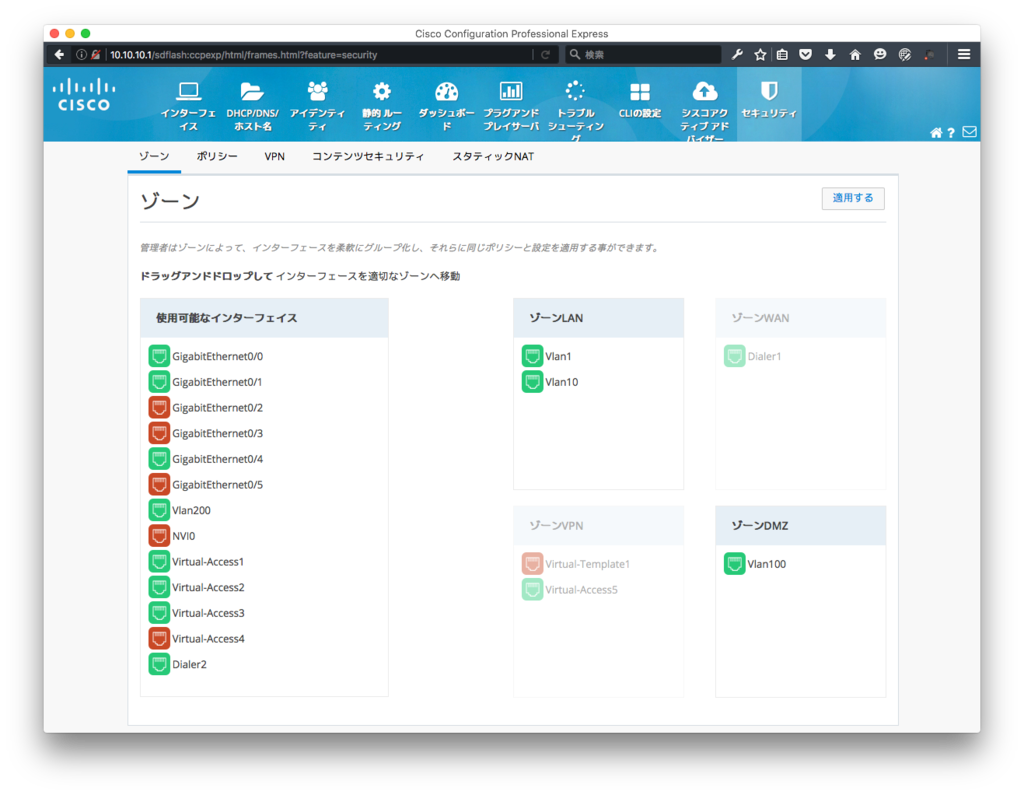 Cisco Configuration Professional Express
10.10.10.1/sdflash:ccpexp/html/frames.html?feature=security
検索
CISCO
インターフェ
イス
DHCP/DNS/
ホスト名
アイデンティ
ティ
静的 ルー
ティング
ダッシュボー
ド
プラグアンド
プレイサーバ
トラブル
シューティン
グ
CLIの設定
シスコアク
ティブ アド
バイザー
セキュリティ
?
ゾーン ポリシー VPN コンテンツセキュリティ スタティックNAT
ゾーン
適用する
管理者はゾーンによって、インターフェースを柔軟にグループ化し、それらに同じポリシーと設定を適用する事ができます。
ドラッグアンドドロップして インターフェースを適切なゾーンへ移動
使用可能なインターフェイス
GigabitEthernet0/0
GigabitEthernet0/1
GigabitEthernet0/2
GigabitEthernet0/3
GigabitEthernet0/4
GigabitEthernet0/5
Vlan200
NVI0
Virtual-Access1
Virtual-Access2
Virtual-Access3
Virtual-Access4
Dialer2
ゾーンLAN
Vlan1
Vlan10
ゾーンWAN
Dialer1
ゾーンVPN
Virtual-Template1
Virtual-Access5
ゾーンDMZ
Vlan100